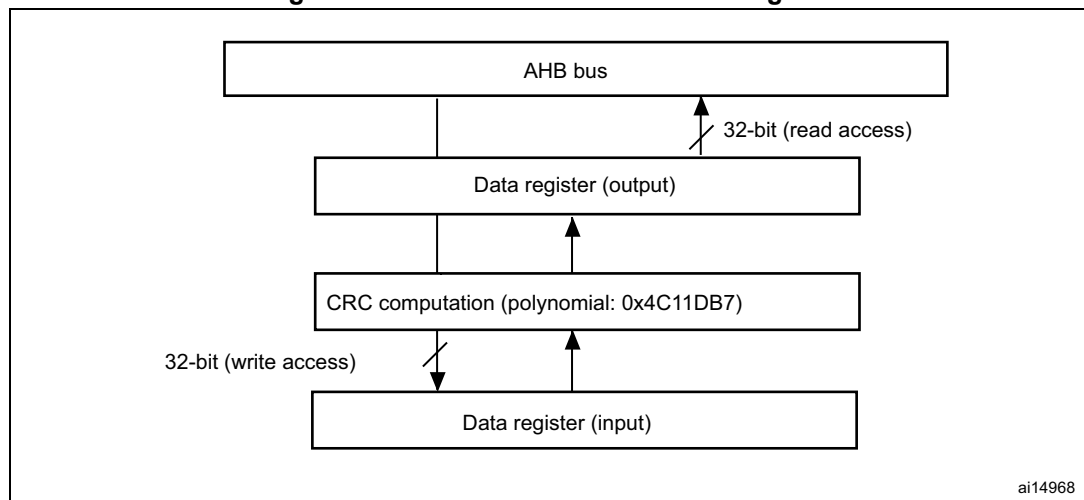 AHB bus
32-bit (read access)
Data register (output)
CRC computation (polynomial: 0x4C11DB7)
32-bit (write access)
Data register (input)
ai14968